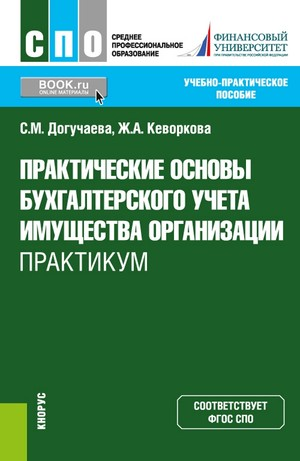 СПО
СРЕДНЕЕ
ПРОФЕССИОНАЛЬНОЕ
ОБРАЗОВАНИЕ
ФИНАНСОВЫЙ
УНИВЕРСИТЕТ
ПРИ ПРАВИТЕЛЬСТВЕ РОССИЙСКОЙ ФЕДЕРАЦИИ
BOOK.ru
ONLINE МАТЕРИАЛЫ
УЧЕБНО-ПРАКТИЧЕСКОЕ
ПОСОБИЕ
С.М. Догучаева, Ж.А. Кеворкова
ПРАКТИЧЕСКИЕ ОСНОВЫ
БУХГАЛТЕРСКОГО УЧЕТА
ИМУЩЕСТВА ОРГАНИЗАЦИИ
ПРАКТИКУМ
КНОРУС
СООТВЕТСТВУЕТ
ФГОС СПО